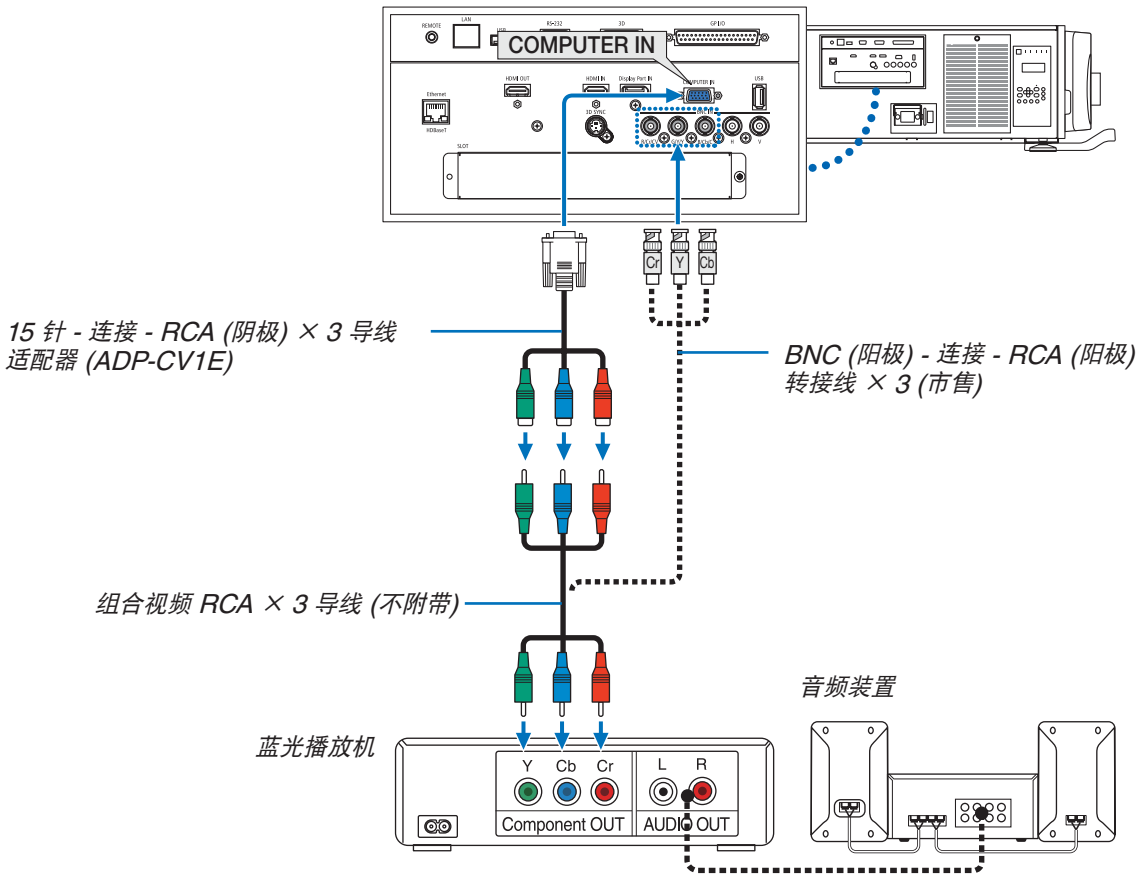 REMOTE
LAN
RS-232
3D
GPI/O
COMPUTER IN
HDMI OUT
HDMI IN
Display Port IN
COMPUTER IN
USB
Ethernet
HDBaseT
3D SYNC
H
V
SLOT
Cr
Y
Cb
15 针 - 连接 - RCA (阴极) × 3 导线
适配器 (ADP-CV1E)
BNC (阳极) - 连接 - RCA (阳极)
转接线 × 3 (市售)
组合视频 RCA × 3 导线 (不附带)
音频装置
蓝光播放机
Y
Cb
Cr
L
R
Component OUT
AUDIO OUT